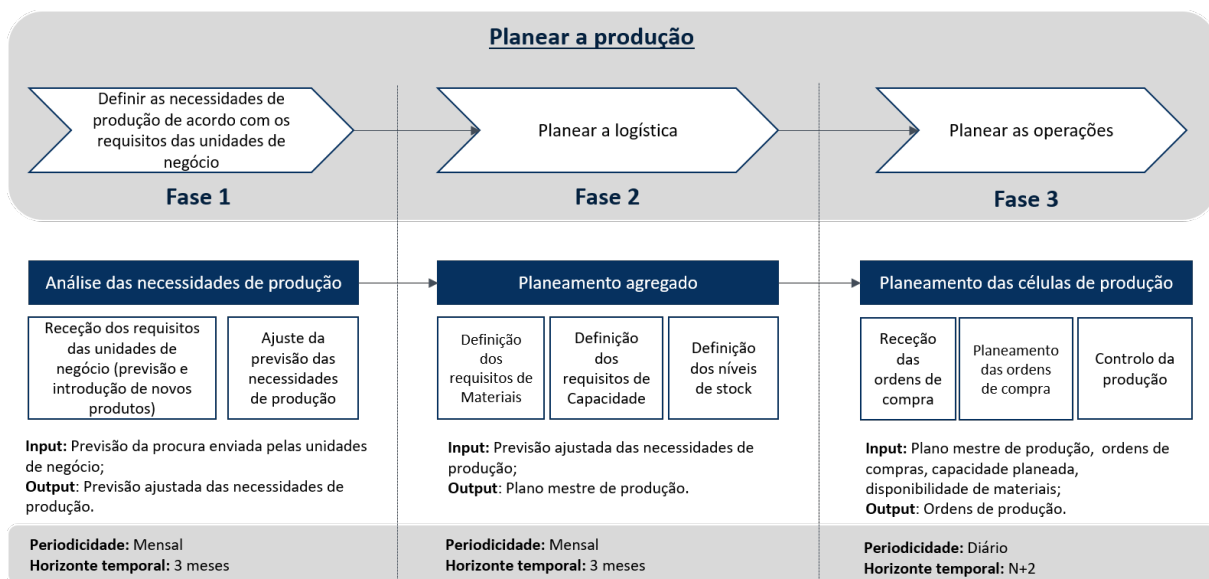 Planear a produção
Definir as necessidades de
produção de acordo com os
requisitos das unidades de
negócio
Planear a logística
Planear as operações
Fase 1
Fase 2
Fase 3
Análise das necessidades de produção
Planeamento agregado
Planeamento das células de produção
Receção dos requisitos
das unidades de
negócio (previsão e
introdução de novos
produtos)
Ajuste da
previsão das
necessidades
de produção
Definição
dos
requisitos de
Materiais
Definição
dos
requisitos de
Capacidade
Definição
dos níveis
de stock
Receção
das
ordens de
compra
Planeamento
das ordens
de compra
Controlo da
produção
Input: Previsão da procura enviada pelas unidades
de negócio;
Output: Previsão ajustada das necessidades de
produção.
Input: Previsão ajustada das necessidades de
produção;
Output: Plano mestre de produção.
Input: Plano mestre de produção, ordens de
compras, capacidade planeada,
disponibilidade de materiais;
Output: Ordens de produção.
Periodicidade: Mensal
Horizonte temporal: 3 meses
Periodicidade: Mensal
Horizonte temporal: 3 meses
Periodicidade: Diário
Horizonte temporal: N+2